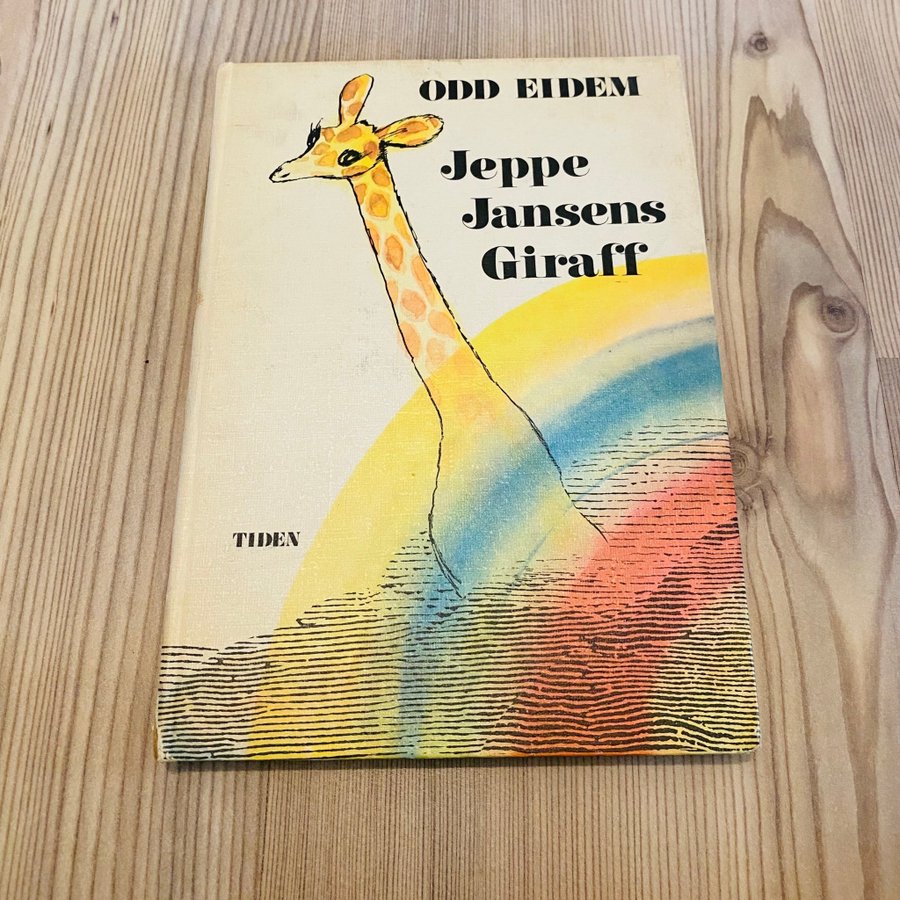 ODD EIDEM
Jeppe
Jansens
Giraff
TIDEN